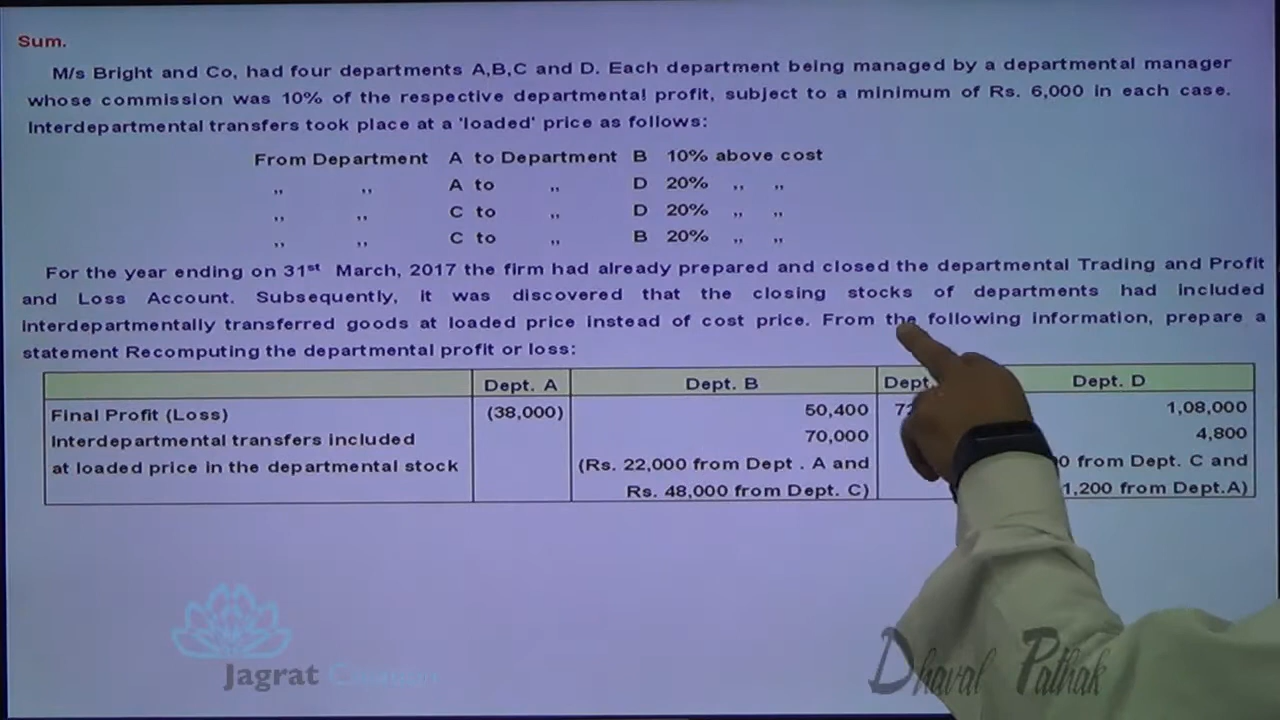 Sum.
M/s Bright and Co, had four departments A,B,C and D. Each department being managed by a departmental manager
whose commission was 10% of the respective departmental profit, subject to a minimum of Rs. 6,000 in each case.
Interdepartmental transfers took place at a 'loaded' price as follows:
From Department A to Department B 10% above cost
,, ,, A to ,, D 20% ,, ,,
,, ,, C to ,, D 20% ,, ,,
,, ,, C to ,, B 20% ,, ,,
For the year ending on 31st March, 2017 the firm had already prepared and closed the departmental Trading and Profit
and Loss Account. Subsequently, it was discovered that the closing stocks of departments had included
interdepartmentally transferred goods at loaded price instead of cost price. From the following information, prepare a
statement Recomputing the departmental profit or loss:
Dept. A Dept. B Dept. Dept. D
Final Profit (Loss) (38,000) 50,400 1,08,000
Interdepartmental transfers included 70,000 4,800
at loaded price in the departmental stock (Rs. 22,000 from Dept . A and from Dept. C and
Rs. 48,000 from Dept. C) 1,200 from Dept.A)
Jagrat Creation
Dhaval Pathak